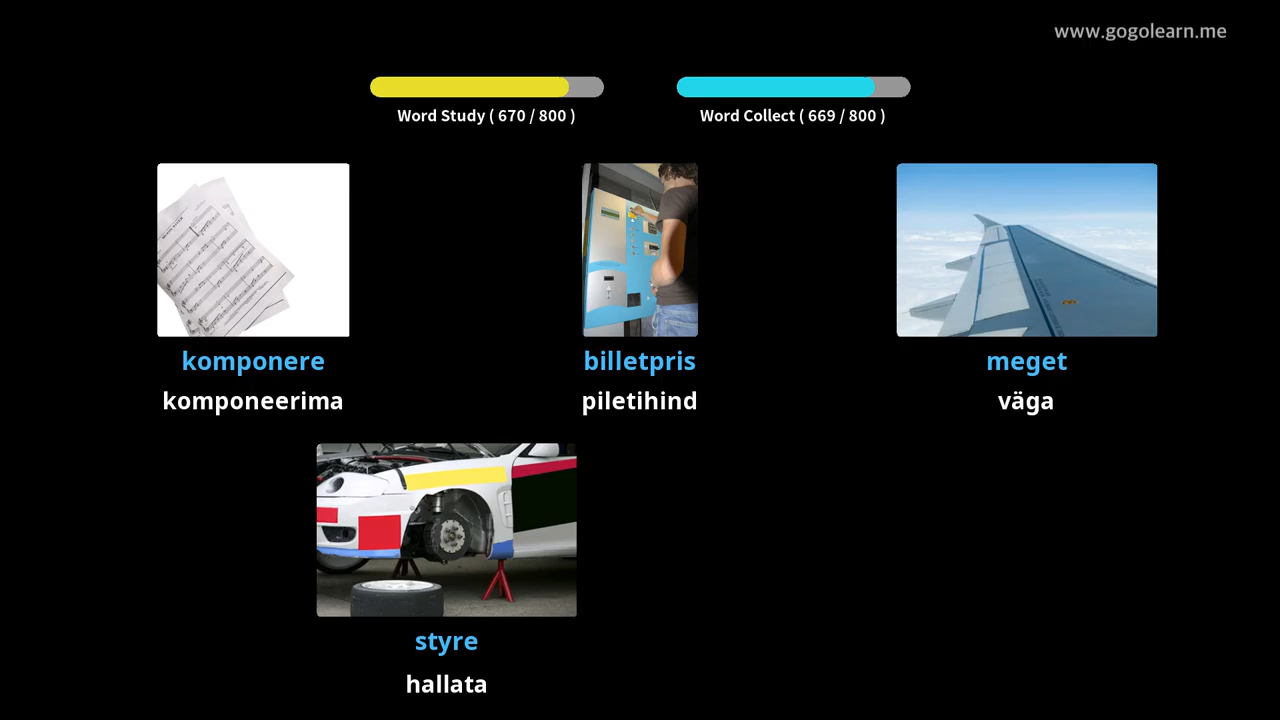 www.gogolearn.me
Word Study ( 670 / 800 )
Word Collect ( 669 / 800 )
komponere
komponeerima
billetpris
piletihind
meget
väga
styre
hallata